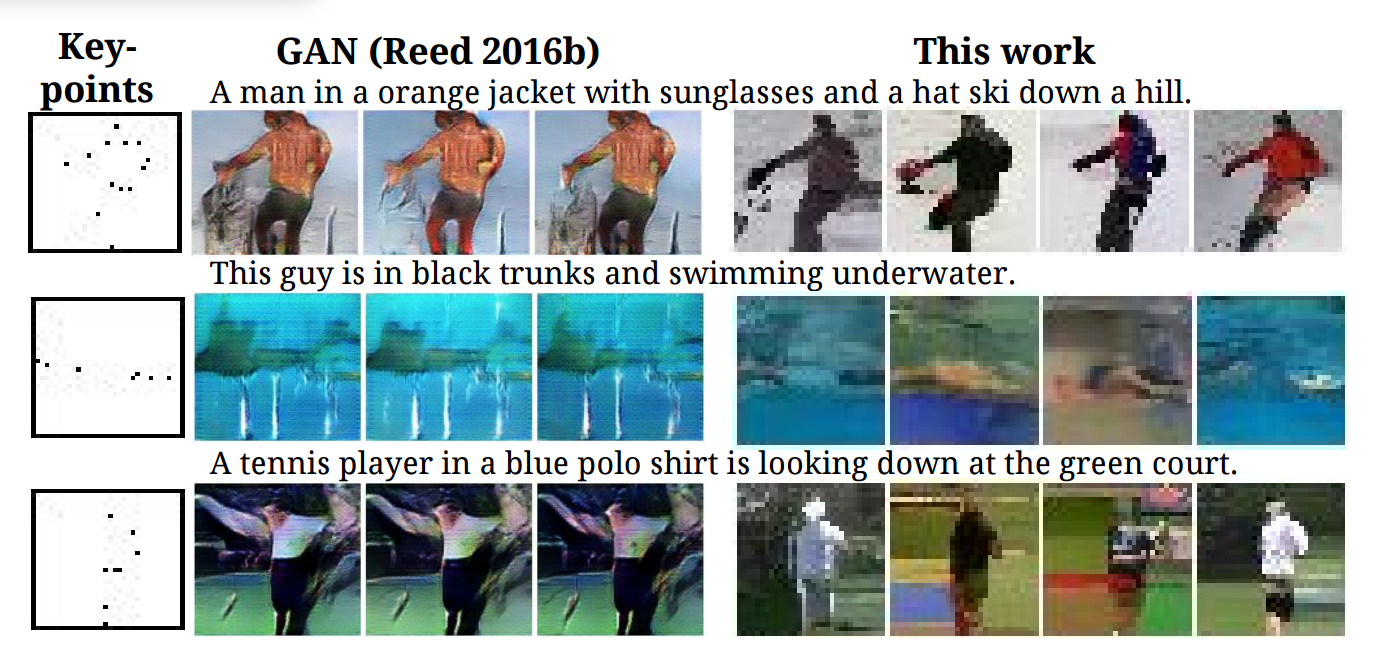 Key-
points
GAN (Reed 2016b)
This work
A man in a orange jacket with sunglasses and a hat ski down a hill.
This guy is in black trunks and swimming underwater.
A tennis player in a blue polo shirt is looking down at the green court.